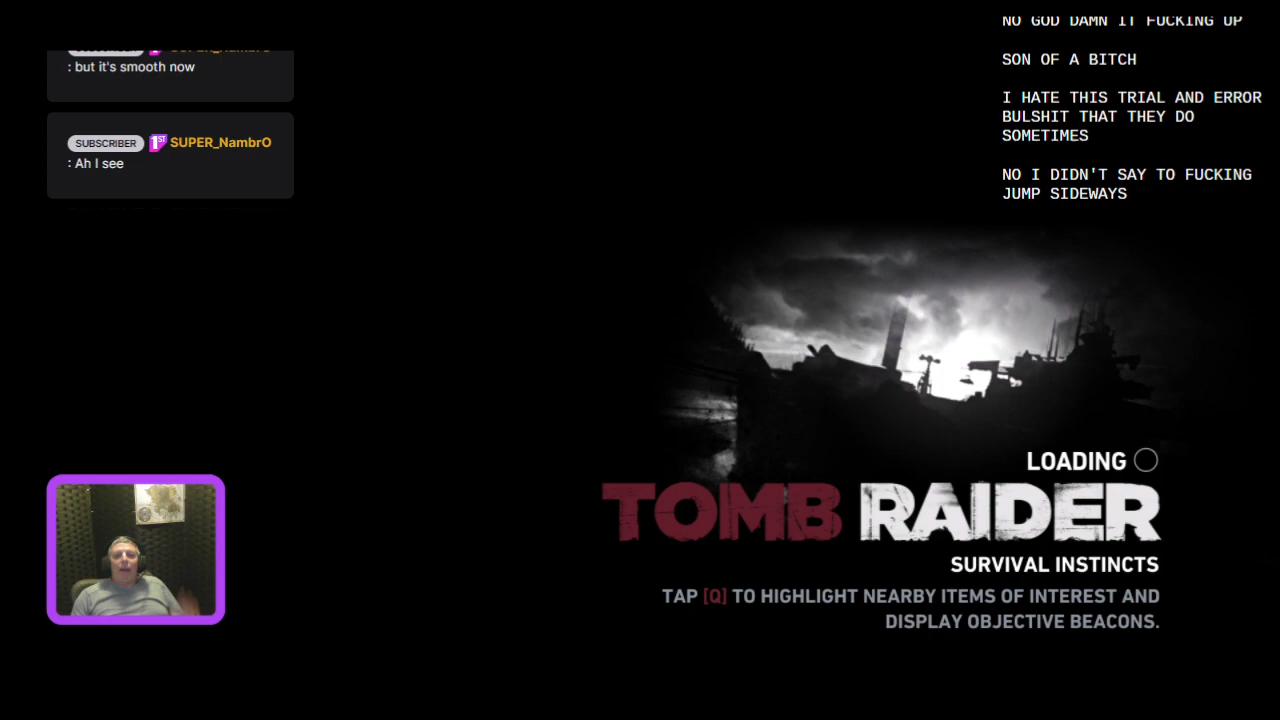 : but it's smooth now
SUBSCRIBER 1ST SUPER_NambrO
: Ah I see
NO GOD DAMN IT FUCKING UP
SON OF A BITCH
I HATE THIS TRIAL AND ERROR
BULSHIT THAT THEY DO
SOMETIMES
NO I DIDN'T SAY TO FUCKING
JUMP SIDEWAYS
LOADING
TOMB RAIDER
SURVIVAL INSTINCTS
TAP [Q] TO HIGHLIGHT NEARBY ITEMS OF INTEREST AND
DISPLAY OBJECTIVE BEACONS.